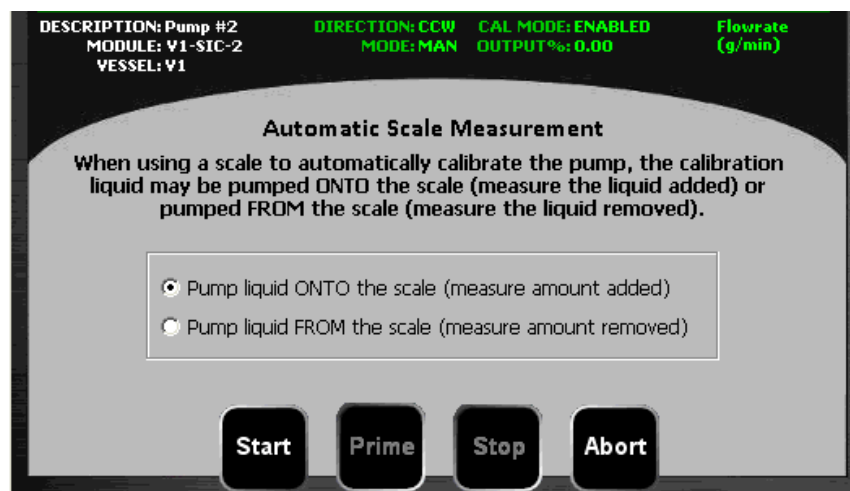 DESCRIPTION: Pump #2 DIRECTION: CCW CAL MODE: ENABLED Flowrate
MODULE: V1-SIC-2 MODE: MAN OUTPUT%: 0.00 (g/min)
VESSEL: V1
Automatic Scale Measurement
When using a scale to automatically calibrate the pump, the calibration
liquid may be pumped ONTO the scale (measure the liquid added) or
pumped FROM the scale (measure the liquid removed).
Pump liquid ONTO the scale (measure amount added)
Pump liquid FROM the scale (measure amount removed)
Start Prime Stop Abort